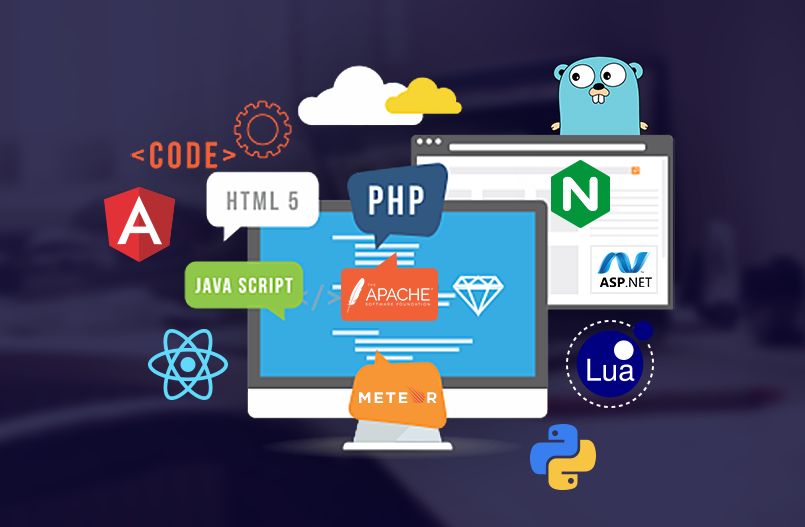 <CODE>
HTML 5
PHP
N
A
JAVA SCRIPT
</>
THE
APACHE
SOFTWARE FOUNDATION
ASP.NET
Lua
METEOR